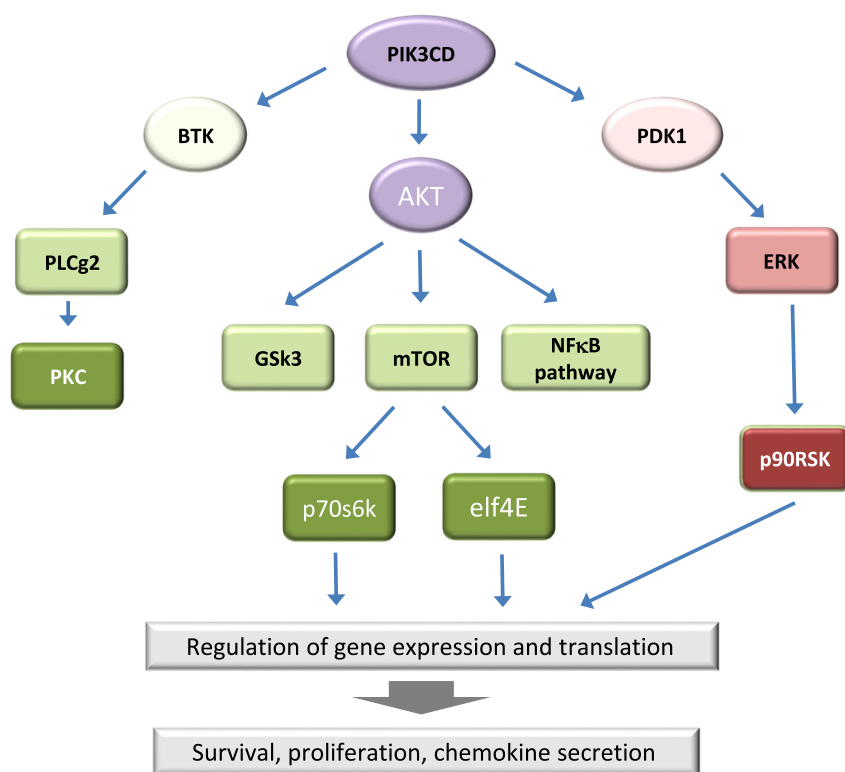 PIK3CD
BTK
PDK1
AKT
PLCg2
ERK
GSk3
mTOR
NFκB
pathway
PKC
p90RSK
p70s6k
elf4E
Regulation of gene expression and translation
Survival, proliferation, chemokine secretion